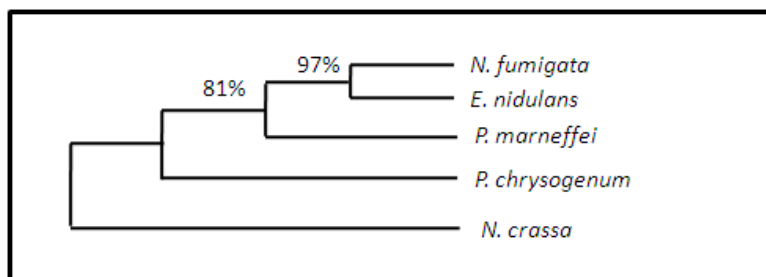 97%
N. fumigata
81%
E. nidulans
P. marneffei
P. chrysogenum
N. crassa